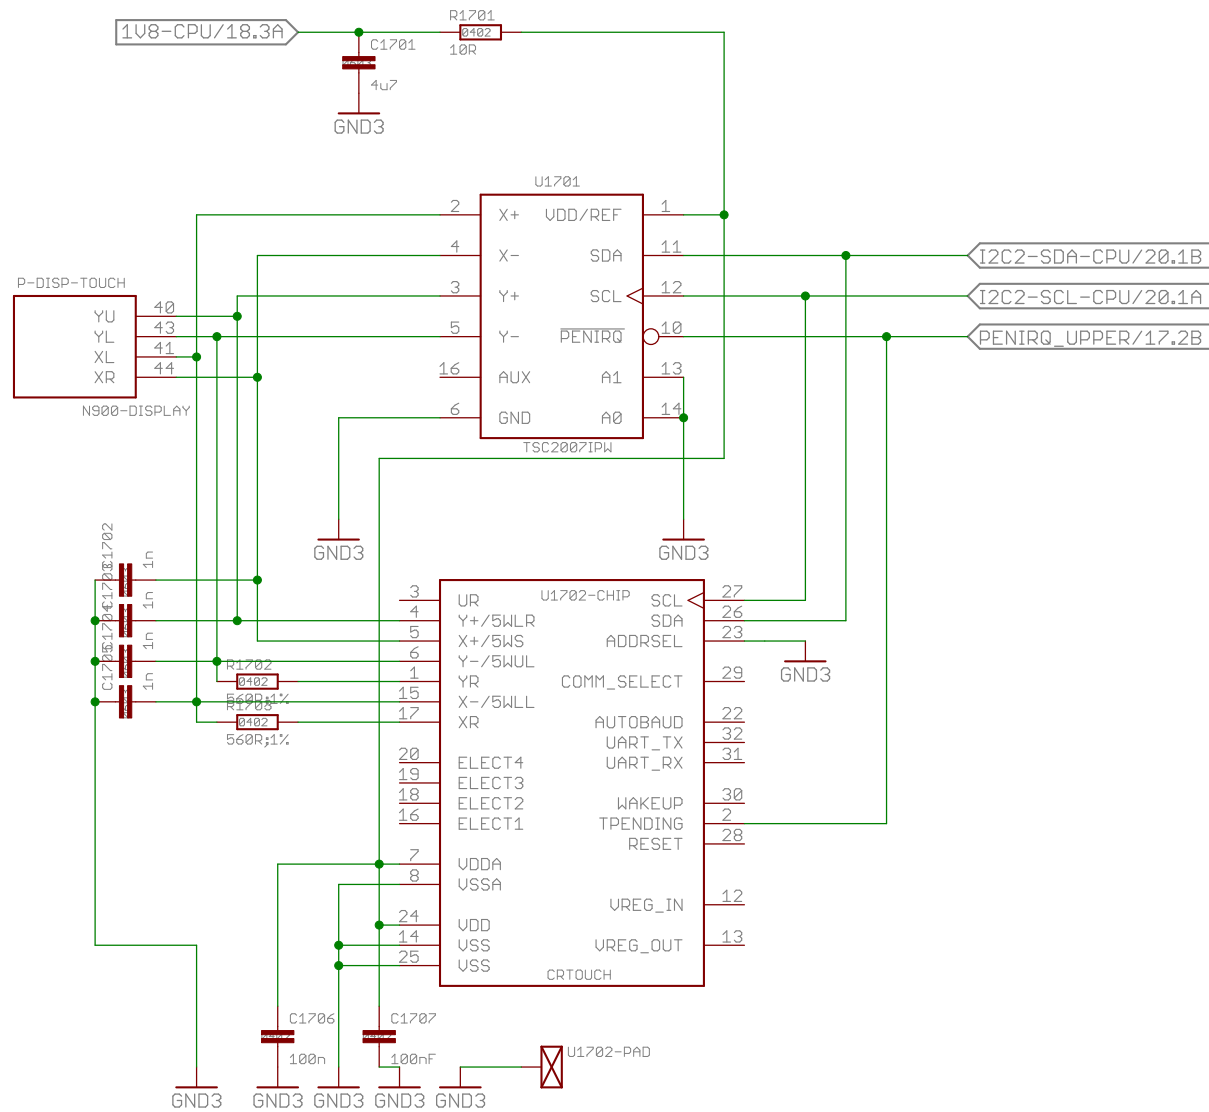 1V8-CPU/18.3A
R1701
0402
10R
C1701
4u7
GND3
U1701
2 X+ VDD/REF 1
4 X- SDA 11
3 Y+ SCL 12
5 Y- PENIRQ 10
16 AUX A1 13
6 GND A0 14
TSC2007IPW
I2C2-SDA-CPU/20.1B
I2C2-SCL-CPU/20.1A
PENIRQ_UPPER/17.2B
P-DISP-TOUCH
YU 40
YL 43
XL 41
XR 44
N900-DISPLAY
GND3
GND3
C1702
1n
C1703
1n
C1704
1n
C1705
1n
R1702
0402
560R;1%
R1703
0402
560R;1%
U1702-CHIP
3 UR SCL 27
4 Y+/5WLR SDA 26
5 X+/5WS ADDRSEL 23
6 Y-/5WUL
1 YR COMM_SELECT 29
15 X-/5WLL
17 XR AUTOBAUD 22
UART_TX 32
20 ELECT4 UART_RX 31
19 ELECT3
18 ELECT2 WAKEUP 30
16 ELECT1 TPENDING 2
RESET 28
7 VDDA
8 VSSA
VREG_IN 12
24 VDD
14 VSS VREG_OUT 13
25 VSS
CRTOUCH
GND3
C1706
100n
C1707
100nF
U1702-PAD
GND3
GND3
GND3
GND3
GND3